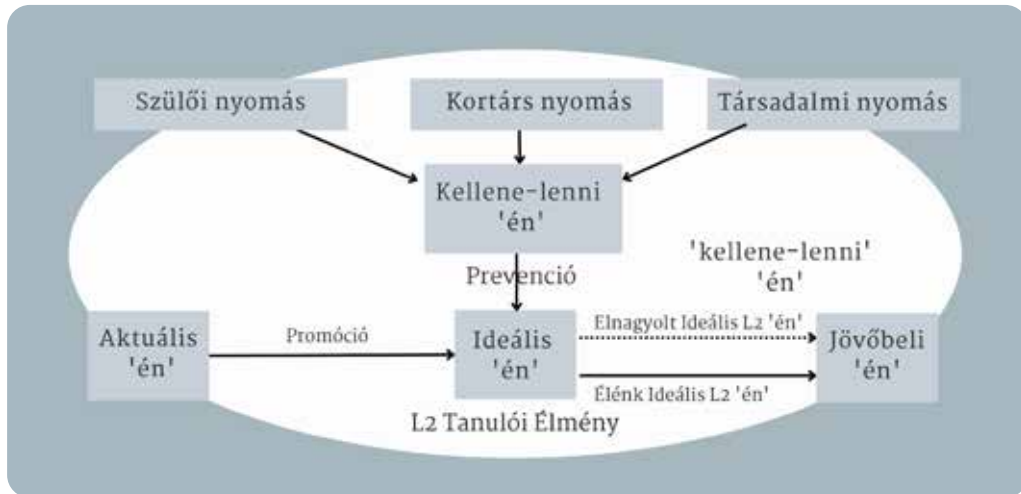 Szülői nyomás
Kortárs nyomás
Társadalmi nyomás
Kellene-lenni
'én'
'kellene-lenni'
'én'
Prevenció
Aktuális
'én'
Promóció
Ideális
'én'
Elnagyolt Ideális L2 'én'
Élénk Ideális L2 'én'
Jövőbeli
'én'
L2 Tanulói Élmény